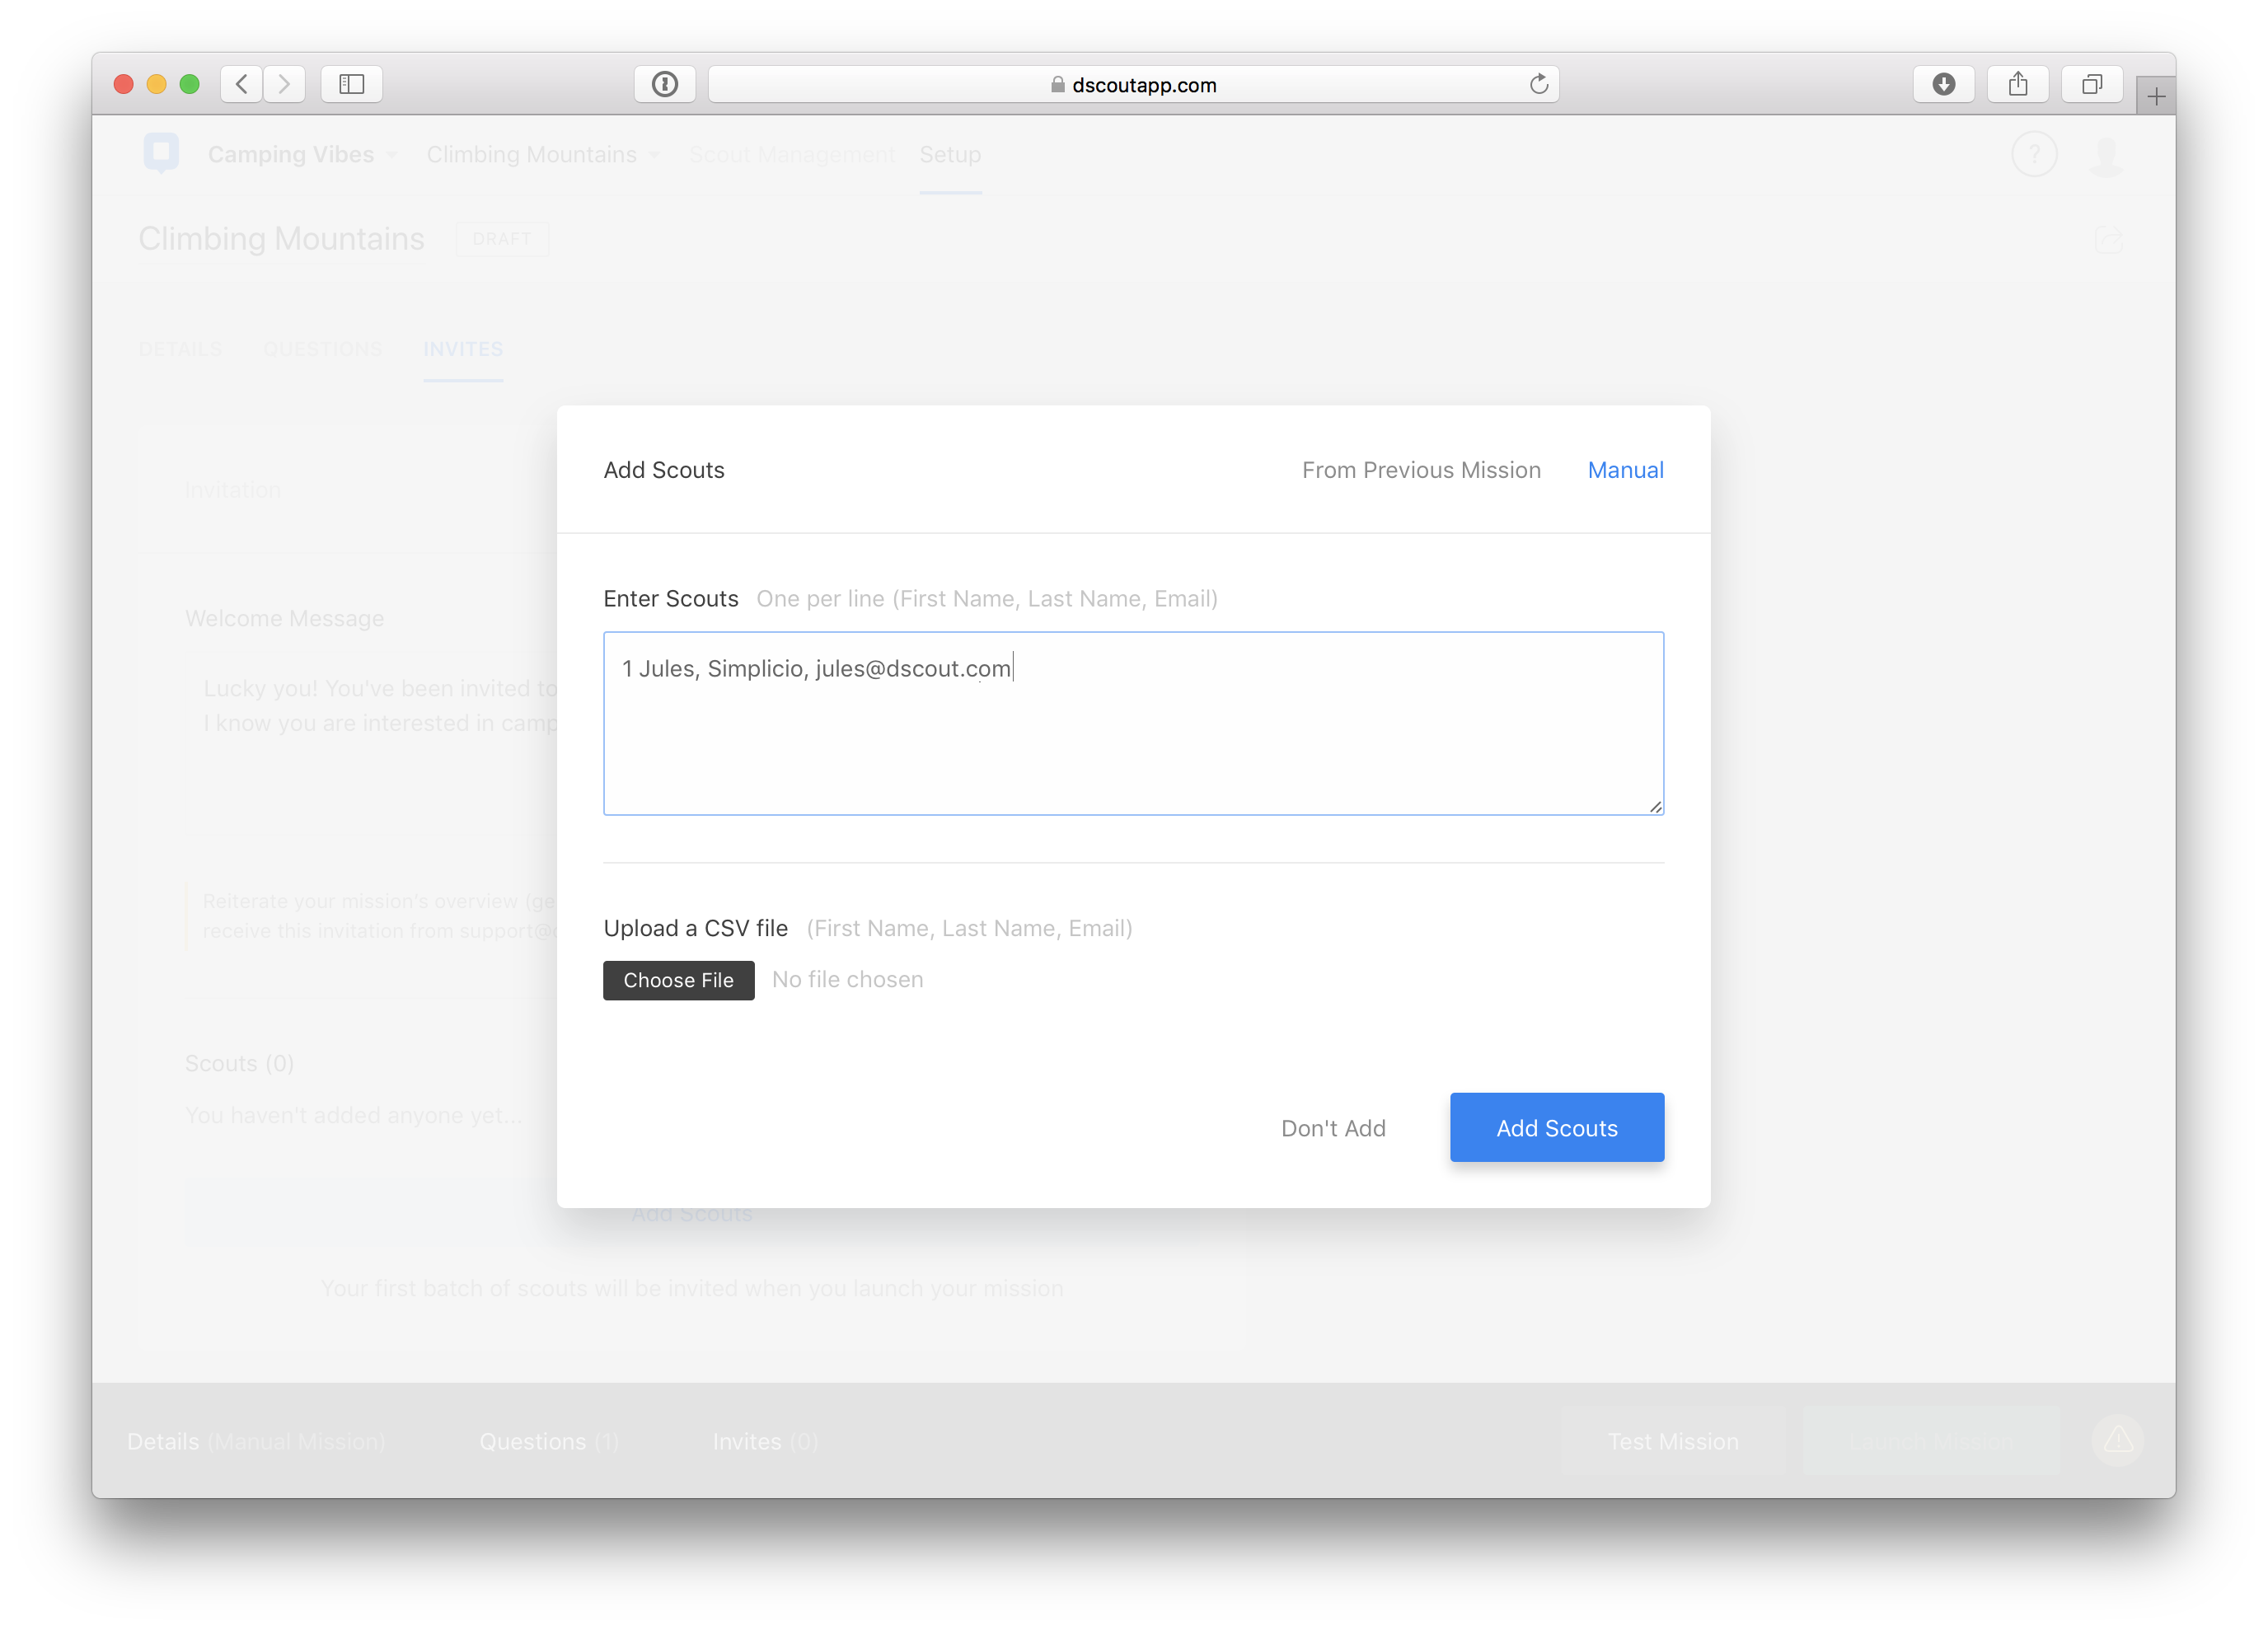 dscoutapp.com
Camping Vibes Climbing Mountains Scout Management Setup ?
Climbing Mountains DRAFT
DETAILS QUESTIONS INVITES
Invitation
Welcome Message
Lucky you! You've been invited to
I know you are interested in camp
Reiterate your mission's overview (ge
receive this invitation from support@
Scouts (0)
You haven't added anyone yet...
Add Scouts
Your first batch of scouts will be invited when you launch your mission
Add Scouts From Previous Mission Manual
Enter Scouts One per line (First Name, Last Name, Email)
1 Jules, Simplicio, jules@dscout.com
Upload a CSV file (First Name, Last Name, Email)
Choose File No file chosen
Don't Add Add Scouts
Details (Manual Mission) Questions (1) Invites (0) Test Mission Launch Mission